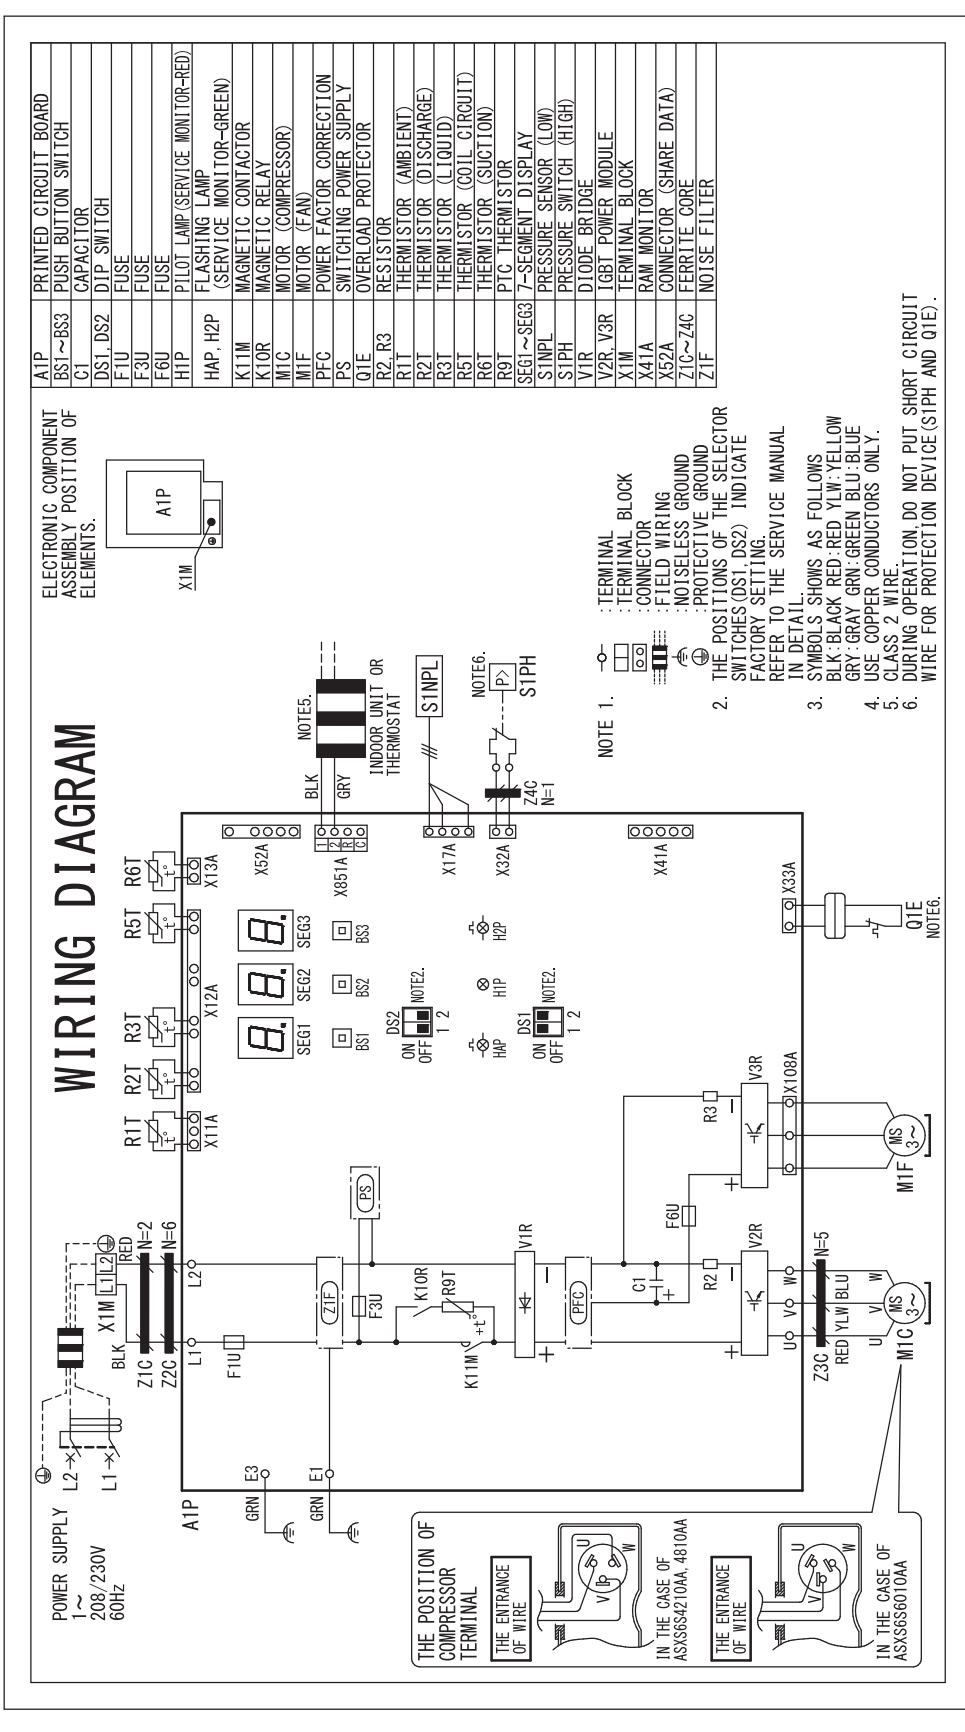 WIRING DIAGRAM
POWER SUPPLY
1~
208/230V
60Hz
L2
L1
X1M
L1 L2
BLK
RED
Z1C
N=2
Z2C
N=6
L1
L2
A1P
GRN
E3
GRN
E1
F1U
Z1F
F3U
PS
K10R
R9T
+t°
K11M
V1R
+
−
PFC
C1
+
R2
F6U
R3
+
−
V2R
+
−
V3R
U V W
X108A
Z3C
N=5
RED YLW BLU
U V W
MS
3~
M1C
MS
3~
M1F
R1T
t°
R2T
t°
R3T
t°
R5T
t°
R6T
t°
X11A
X12A
X13A
SEG1
SEG2
SEG3
BS1
BS2
BS3
DS2
ON
OFF
1 2
NOTE2.
HAP
H1P
H2P
DS1
ON
OFF
1 2
NOTE2.
X52A
1 2 R C
X851A
BLK
GRY
NOTE5.
INDOOR UNIT OR
THERMOSTAT
X17A
S1NPL
X32A
Z4C
N=1
NOTE6.
P>
S1PH
X41A
X33A
Q1E
NOTE6.
THE POSITION OF
COMPRESSOR
TERMINAL
THE ENTRANCE
OF WIRE
U
V
W
IN THE CASE OF
ASXS6S4210AA, 4810AA
THE ENTRANCE
OF WIRE
U
V
W
IN THE CASE OF
ASXS6S6010AA
ELECTRONIC COMPONENT
ASSEMBLY POSITION OF
ELEMENTS.
A1P
X1M
NOTE 1.
:TERMINAL
:TERMINAL BLOCK
:CONNECTOR
:FIELD WIRING
:NOISELESS GROUND
:PROTECTIVE GROUND
2. THE POSITIONS OF THE SELECTOR
SWITCHES(DS1,DS2) INDICATE
FACTORY SETTING.
REFER TO THE SERVICE MANUAL
IN DETAIL.
3. SYMBOLS SHOWS AS FOLLOWS
BLK:BLACK RED:RED YLW:YELLOW
GRY:GRAY GRN:GREEN BLU:BLUE
4. USE COPPER CONDUCTORS ONLY.
5. CLASS 2 WIRE.
6. DURING OPERATION,DO NOT PUT SHORT CIRCUIT
WIRE FOR PROTECTION DEVICE(S1PH AND Q1E).
A1P PRINTED CIRCUIT BOARD
BS1~BS3 PUSH BUTTON SWITCH
C1 CAPACITOR
DS1, DS2 DIP SWITCH
F1U FUSE
F3U FUSE
F6U FUSE
H1P PILOT LAMP(SERVICE MONITOR-RED)
HAP, H2P FLASHING LAMP
(SERVICE MONITOR-GREEN)
K11M MAGNETIC CONTACTOR
K10R MAGNETIC RELAY
M1C MOTOR (COMPRESSOR)
M1F MOTOR (FAN)
PFC POWER FACTOR CORRECTION
PS SWITCHING POWER SUPPLY
Q1E OVERLOAD PROTECTOR
R2, R3 RESISTOR
R1T THERMISTOR (AMBIENT)
R2T THERMISTOR (DISCHARGE)
R3T THERMISTOR (LIQUID)
R5T THERMISTOR (COIL CIRCUIT)
R6T THERMISTOR (SUCTION)
R9T PTC THERMISTOR
SEG1~SEG3 7-SEGMENT DISPLAY
S1NPL PRESSURE SENSOR (LOW)
S1PH PRESSURE SWITCH (HIGH)
V1R DIODE BRIDGE
V2R, V3R IGBT POWER MODULE
X1M TERMINAL BLOCK
X41A RAM MONITOR
X52A CONNECTOR (SHARE DATA)
Z1C~Z4C FERRITE CORE
Z1F NOISE FILTER